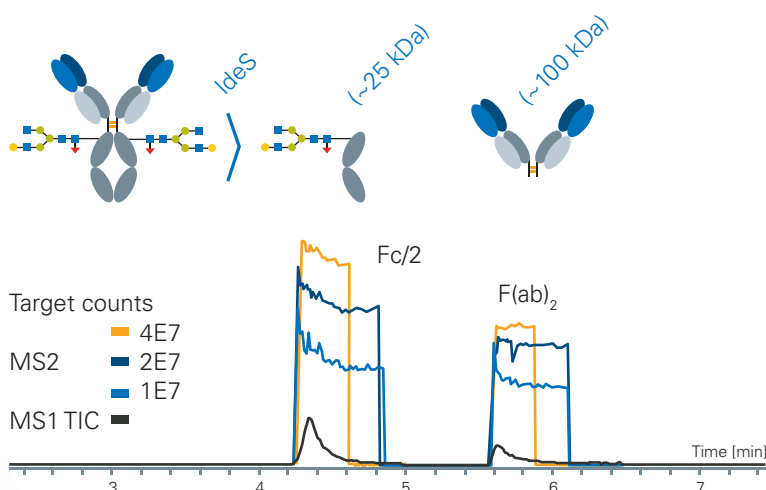 IdeS
(~25 kDa)
(~100 kDa)
Fc/2
F(ab)2
Target counts
4E7
MS2
2E7
1E7
MS1 TIC
Time [min]
3
4
5
6
7